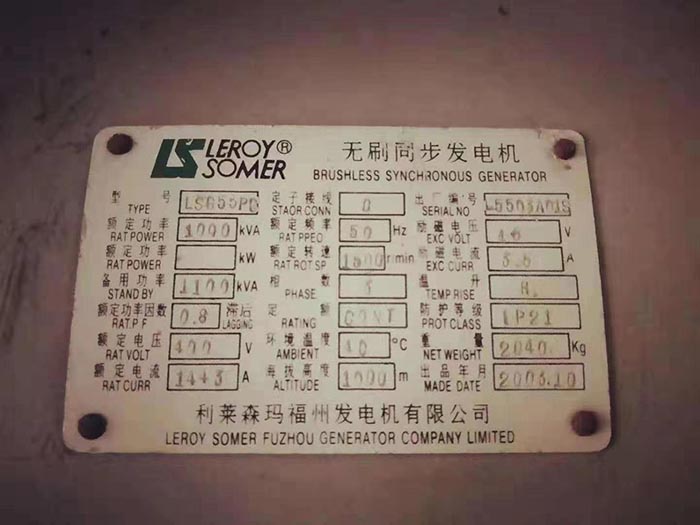 LS LEROY® SOMER
无刷同步发电机
BRUSHLESS SYNCHRONOUS GENERATOR
型 号 TYPE 定子接线 STAOR CONN D 出厂编号 SERIAL NO
额定功率 RAT POWER 1000 kVA 额定频率 RAT PPEO 50 Hz 励磁电压 EXC VOLT V
额定功率 RAT POWER kW 额定转速 RAT ROT SP 1500 r/min 励磁电流 EXC CURR A
备用功率 STAND BY 1100 kVA 相 数 PHASE 3 温 升 TEMP RISE H
额定功率因数 RAT.P F 0.8 滞后 LAGGING 定 额 RATING CONT 防护等级 PROT CLASS IP21
额定电压 RAT VOLT 400 V 环境温度 AMBIENT 40 °C 重 量 NET WEIGHT 2040 Kg
额定电流 RAT CURR 1443 A 海拔高度 ALTITUDE 1000 m 出品年月 MADE DATE 2003.10
利莱森玛福州发电机有限公司
LEROY SOMER FUZHOU GENERATOR COMPANY LIMITED